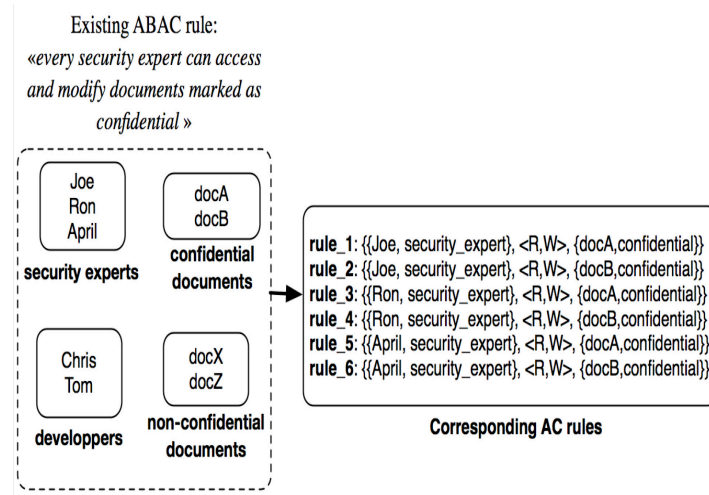 Existing ABAC rule:
«every security expert can access
and modify documents marked as
confidential »
Joe
Ron
April
security experts
docA
docB
confidential
documents
Chris
Tom
developpers
docX
docZ
non-confidential
documents
rule_1: {{Joe, security_expert}, <R,W>, {docA,confidential}}
rule_2: {{Joe, security_expert}, <R,W>, {docB,confidential}}
rule_3: {{Ron, security_expert}, <R,W>, {docA,confidential}}
rule_4: {{Ron, security_expert}, <R,W>, {docB,confidential}}
rule_5: {{April, security_expert}, <R,W>, {docA,confidential}}
rule_6: {{April, security_expert}, <R,W>, {docB,confidential}}
Corresponding AC rules